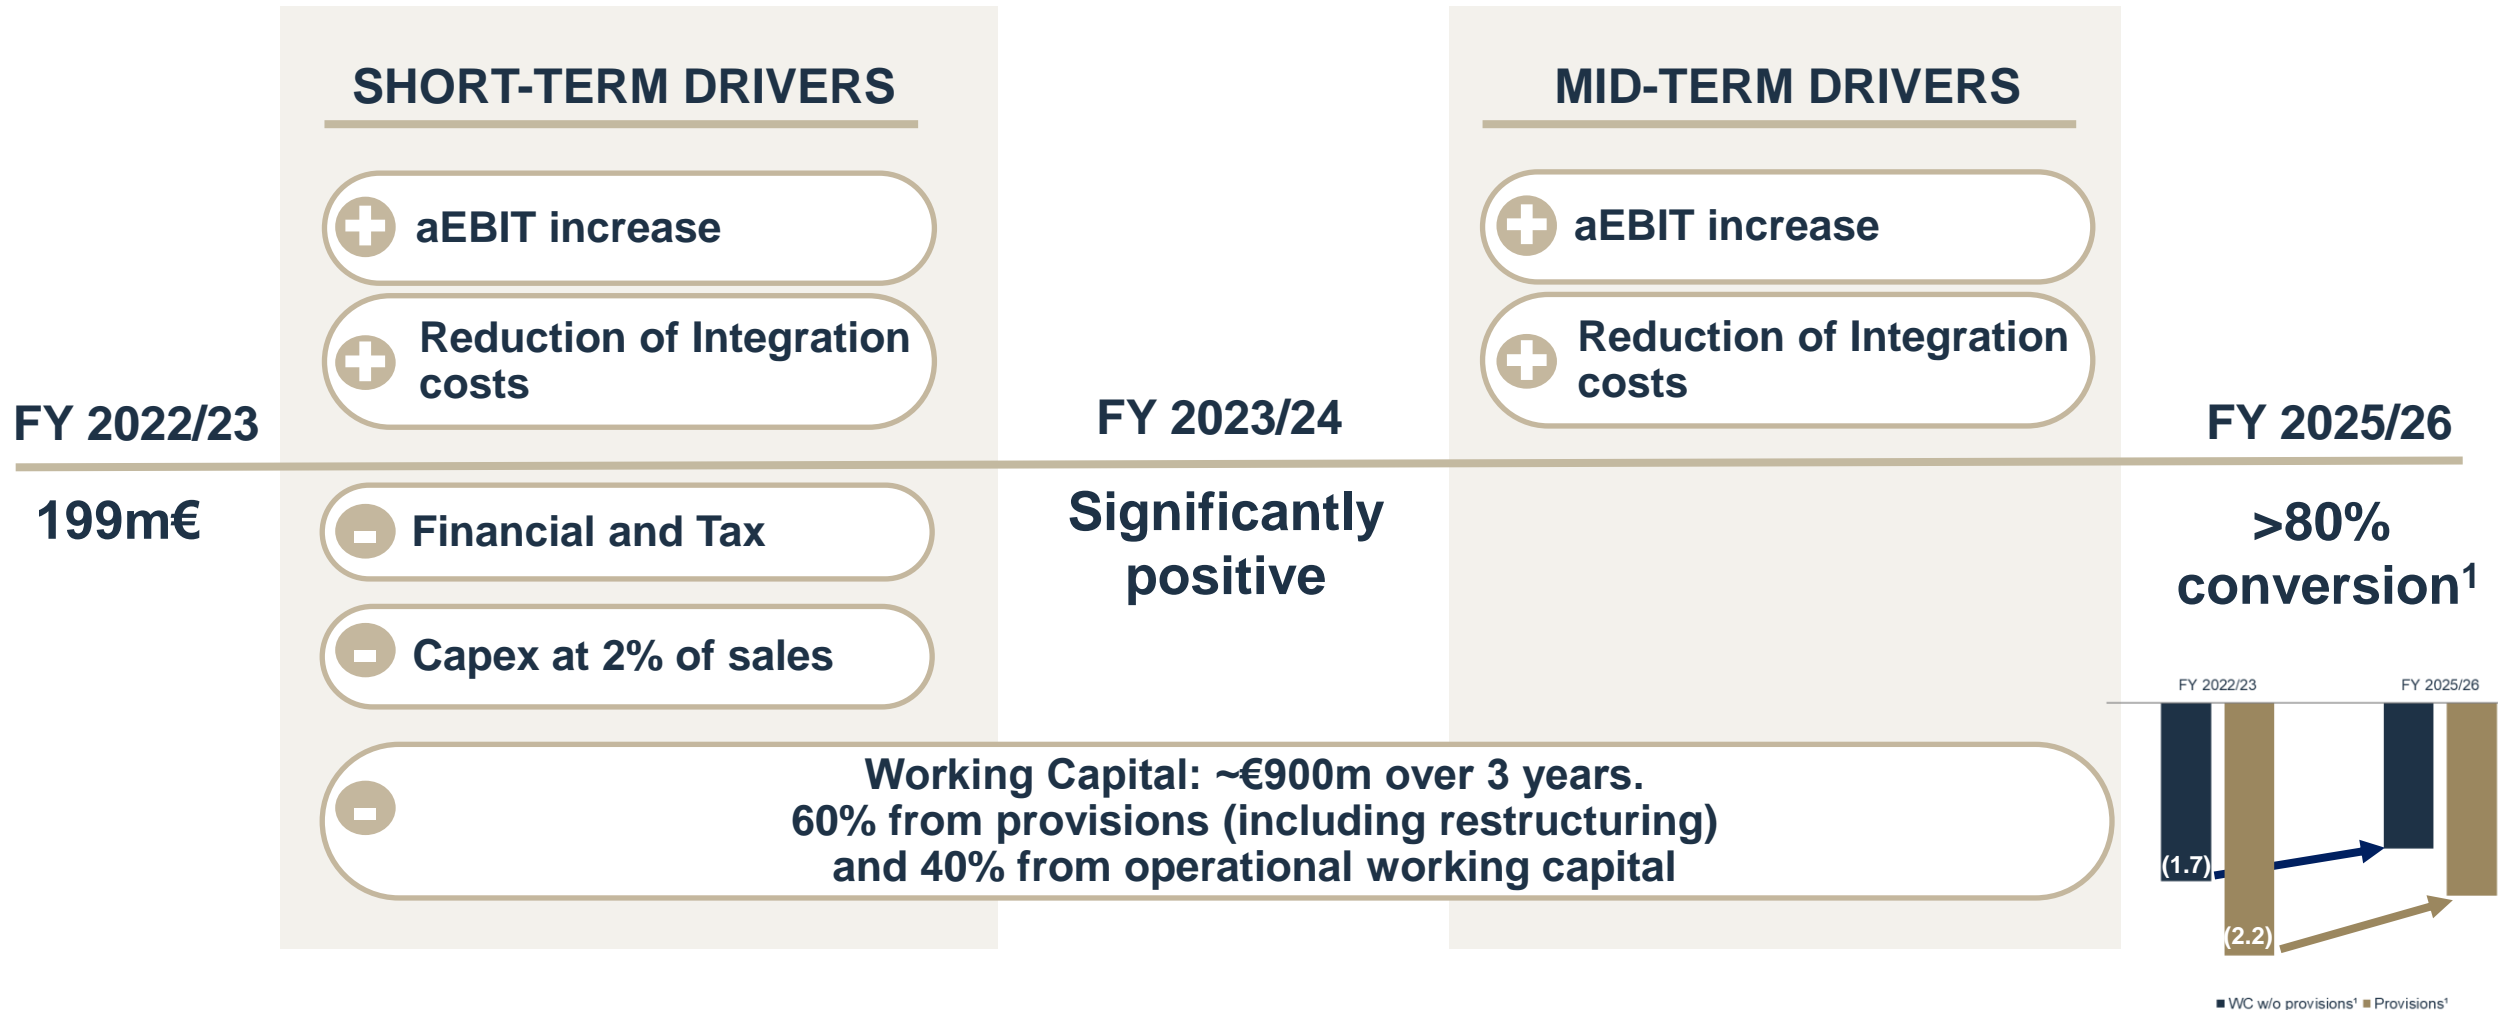 SHORT-TERM DRIVERS
aEBIT increase
Reduction of Integration
costs
FY 2022/23
199m€
Financial and Tax
Capex at 2% of sales
FY 2023/24
Significantly
positive
MID-TERM DRIVERS
aEBIT increase
Reduction of Integration
costs
FY 2025/26
>80%
conversion¹
Working Capital: ~€900m over 3 years.
60% from provisions (including restructuring)
and 40% from operational working capital
FY 2022/23
FY 2025/26
(1.7)
(2.2)
WC w/o provisions¹
Provisions¹